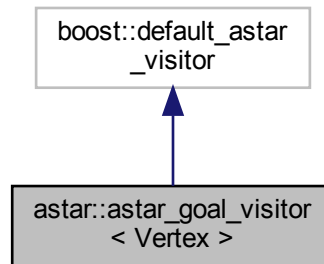 boost::default_astar
_visitor
astar::astar_goal_visitor
< Vertex >